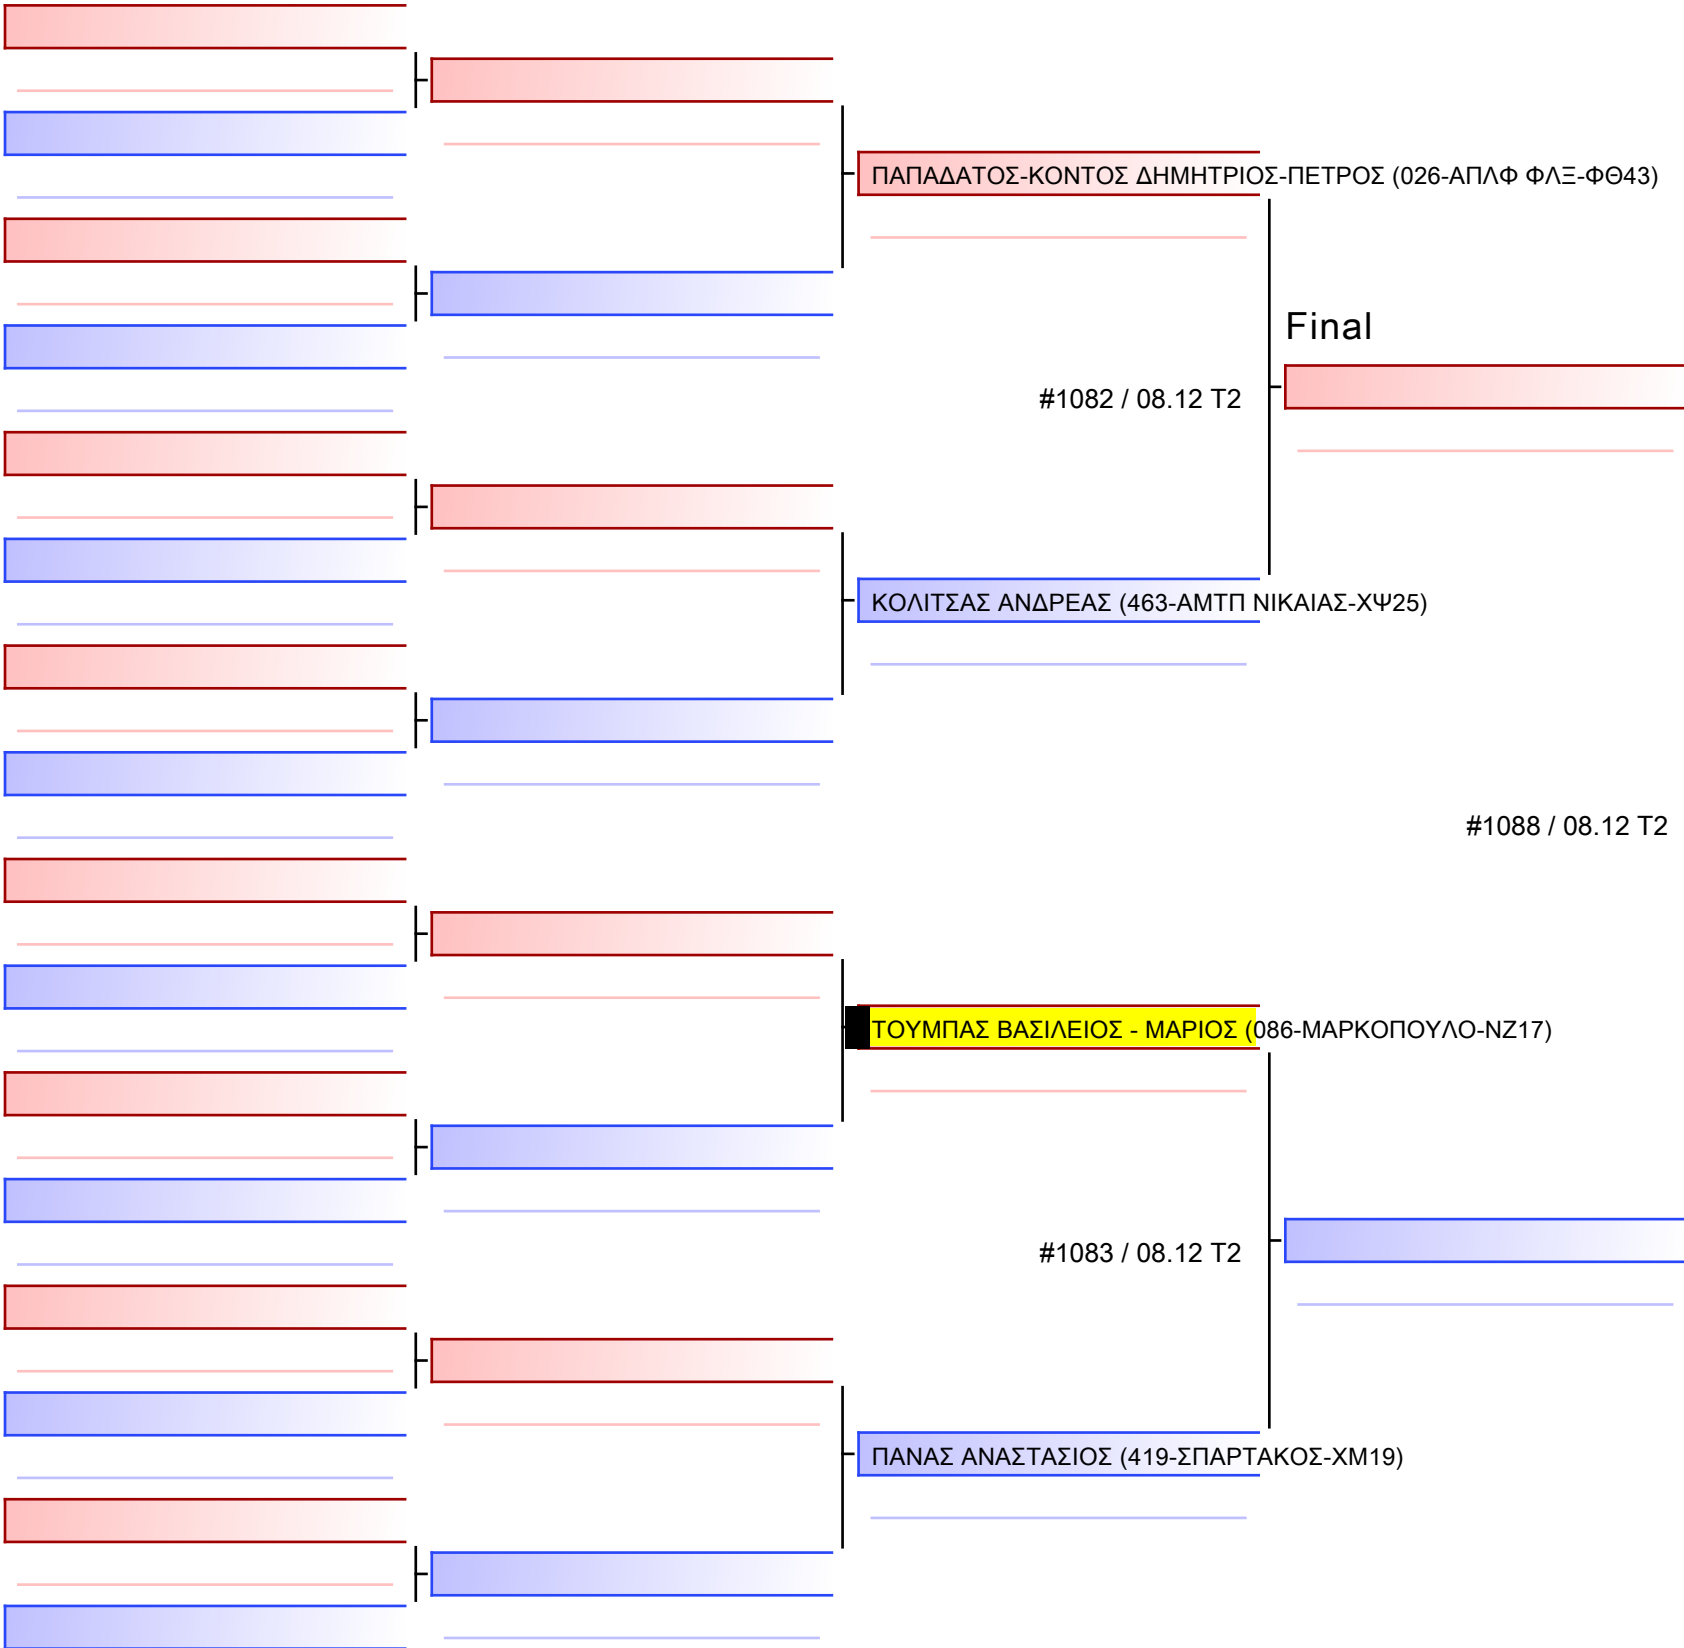 ΠΑΠΑΔΑΤΟΣ-ΚΟΝΤΟΣ ΔΗΜΗΤΡΙΟΣ-ΠΕΤΡΟΣ (026-ΑΠΛΦ ΦΛΞ-ΦΘ43)
Final
#1082 / 08.12 T2
ΚΟΛΙΤΣΑΣ ΑΝΔΡΕΑΣ (463-ΑΜΤΠ ΝΙΚΑΙΑΣ-ΧΨ25)
#1088 / 08.12 T2
ΤΟΥΜΠΑΣ ΒΑΣΙΛΕΙΟΣ - ΜΑΡΙΟΣ (086-ΜΑΡΚΟΠΟΥΛΟ-ΝΖ17)
#1083 / 08.12 T2
ΠΑΝΑΣ ΑΝΑΣΤΑΣΙΟΣ (419-ΣΠΑΡΤΑΚΟΣ-ΧΜ19)